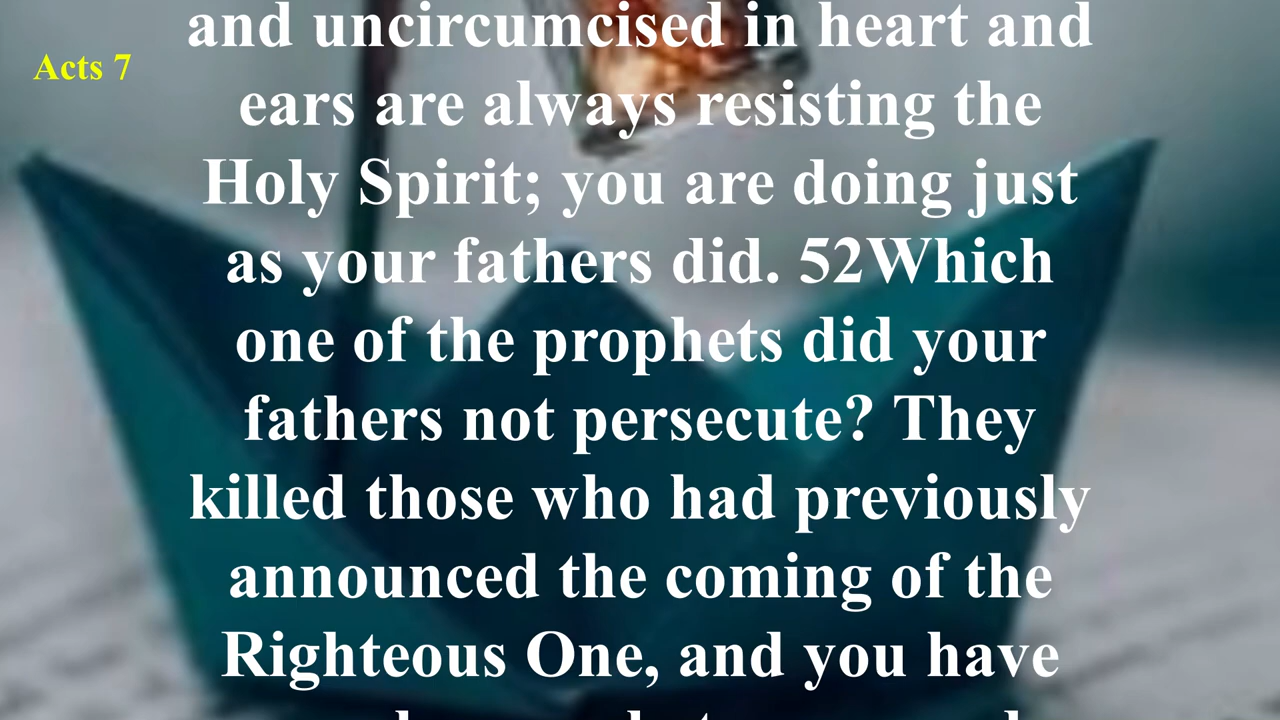 and uncircumcised in heart and
Acts 7
ears are always resisting the
Holy Spirit; you are doing just
as your fathers did. 52Which
one of the prophets did your
fathers not persecute? They
killed those who had previously
announced the coming of the
Righteous One, and you have